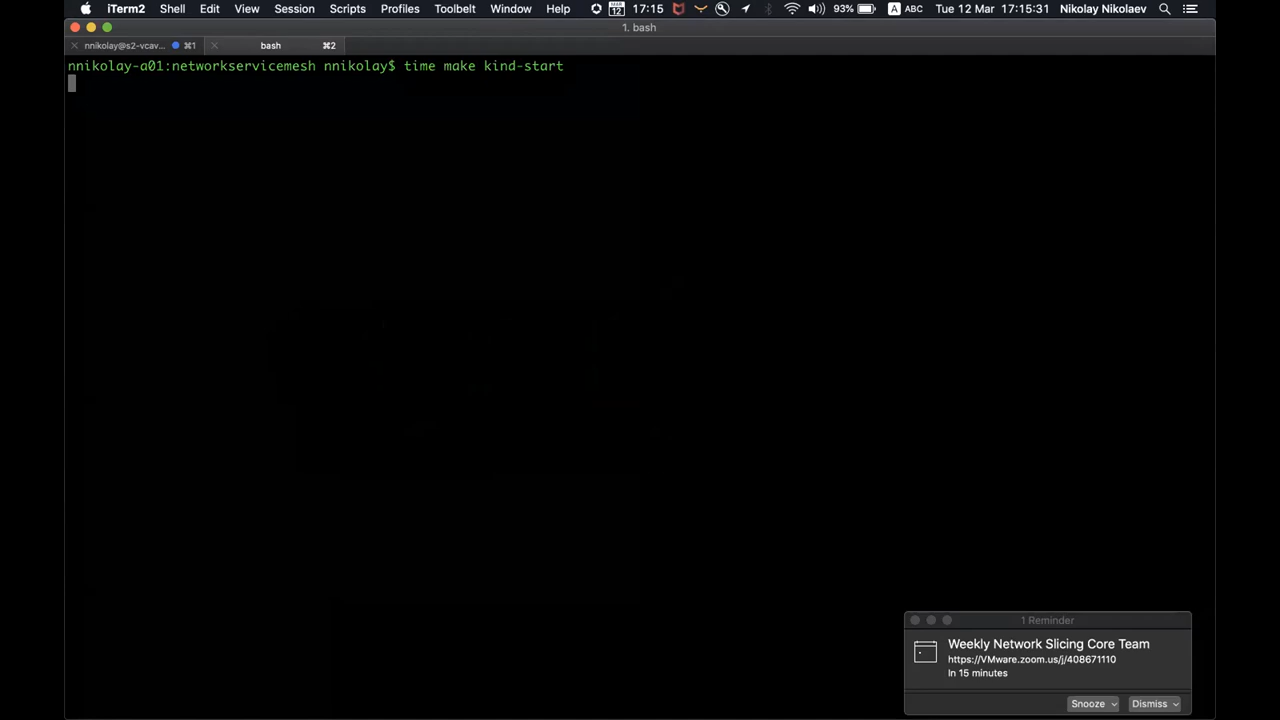 iTerm2 Shell Edit View Session Scripts Profiles Toolbelt Window Help 17:15 93% A ABC Tue 12 Mar 17:15:31 Nikolay Nikolaev
1. bash
nnikolay@s2-vcav... ⌘1 bash ⌘2
nnikolay-a01:networkservicemesh nnikolay$ time make kind-start
1 Reminder
Weekly Network Slicing Core Team
https://VMware.zoom.us/j/408671110
In 15 minutes
Snooze Dismiss